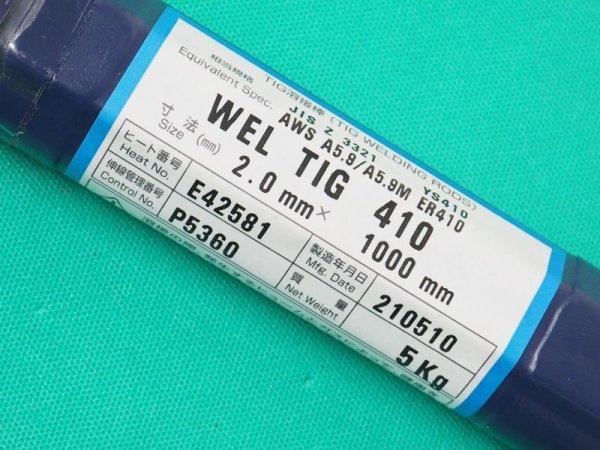 TIG溶接棒 (TIG WELDING RODS)
相当規格 JIS Z 3321 YS410
Equivalent Spec. AWS A5.9/A5.9M ER410
WEL TIG 410
寸法 2.0 mm × 1000 mm
Size (mm)
ヒート番号 E42581 製造年月日 210510
Heat No. Mfg. Date
伸線管理番号 P5360 質量 5Kg
Control No. Net Weight